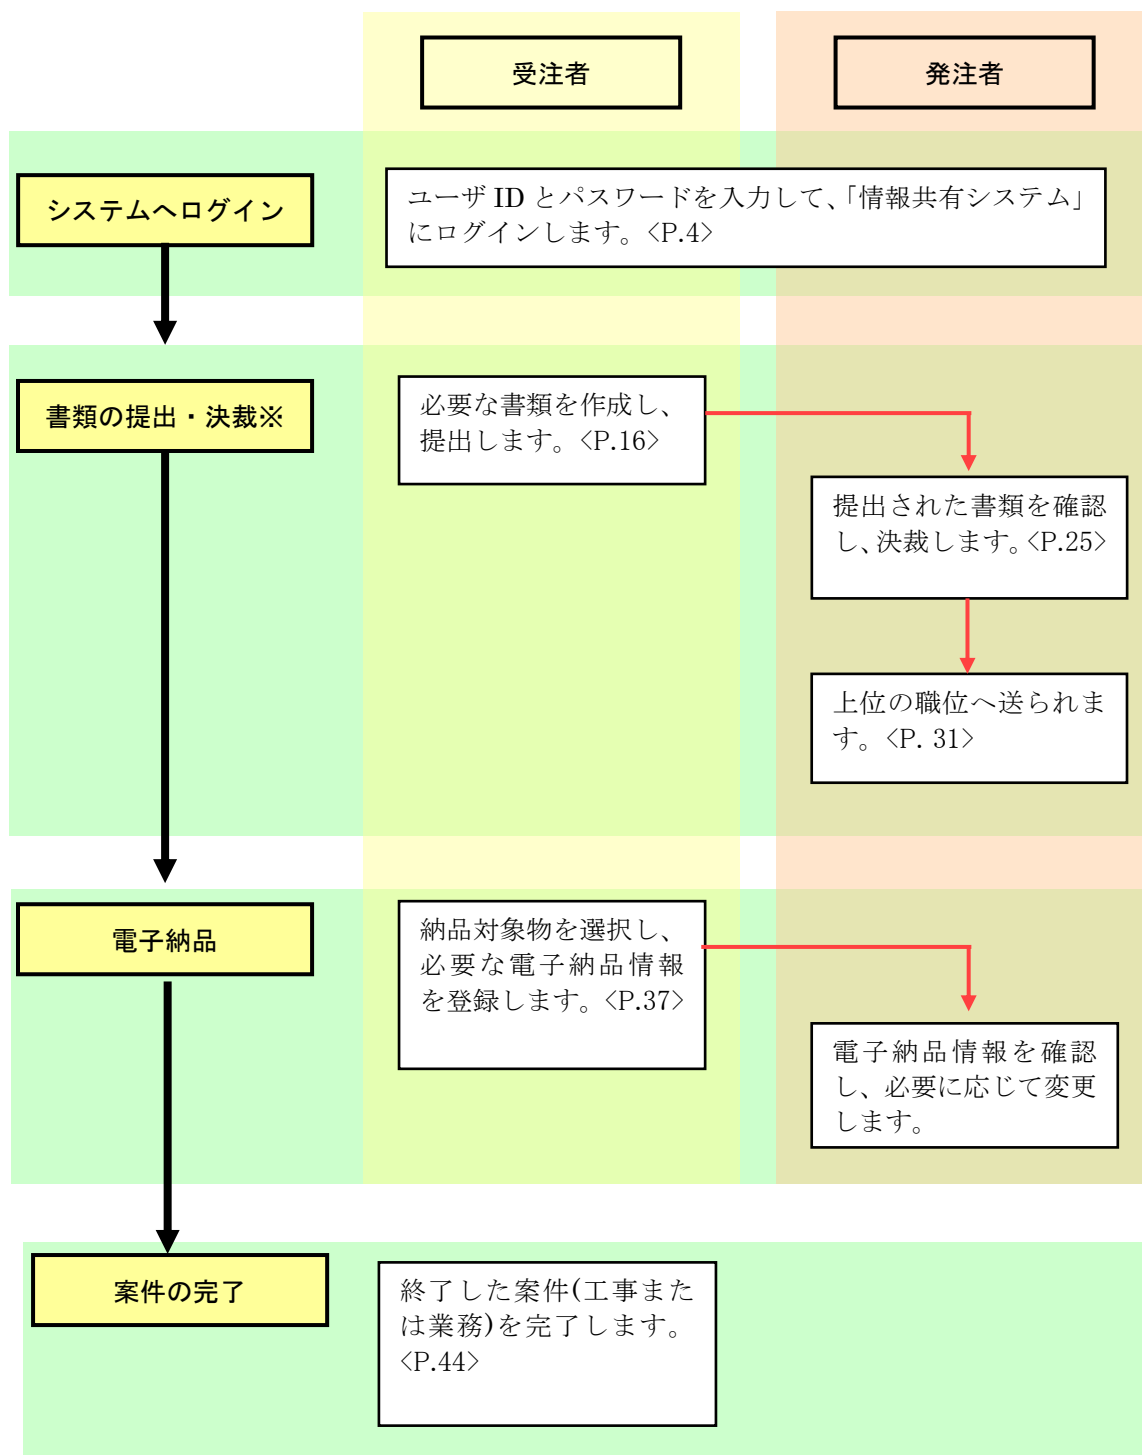 受注者
発注者
システムへログイン
ユーザ ID とパスワードを入力して、「情報共有システム」
にログインします。<P.4>
書類の提出・決裁※
必要な書類を作成し、
提出します。<P.16>
提出された書類を確認
し、決裁します。<P.25>
上位の職位へ送られま
す。<P. 31>
電子納品
納品対象物を選択し、
必要な電子納品情報
を登録します。<P.37>
電子納品情報を確認
し、必要に応じて変更
します。
案件の完了
終了した案件(工事また
は業務)を完了します。
<P.44>